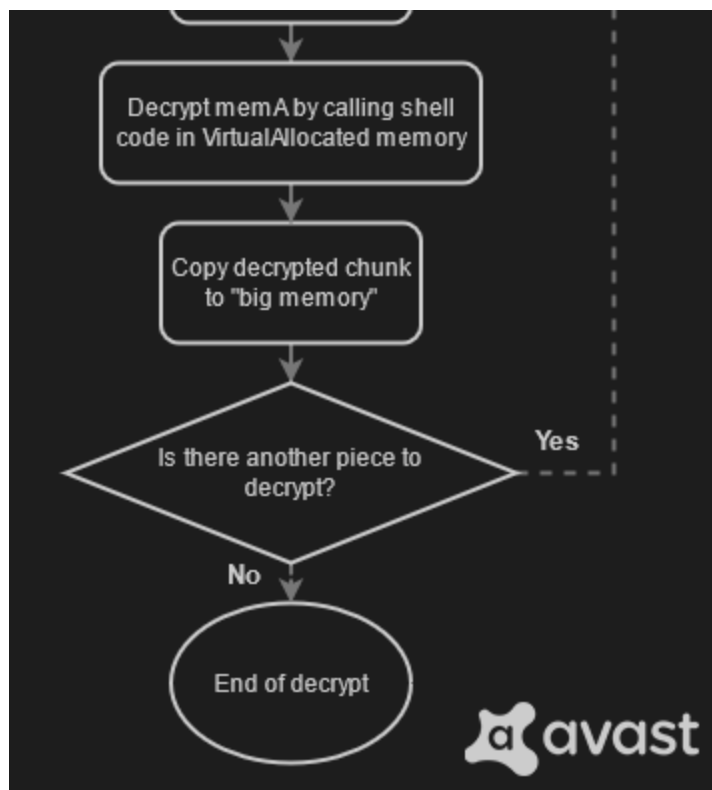 Decrypt memA by calling shell
code in VirtualAllocated memory
Copy decrypted chunk
to "big memory"
Is there another piece to
decrypt?
Yes
No
End of decrypt
a avast